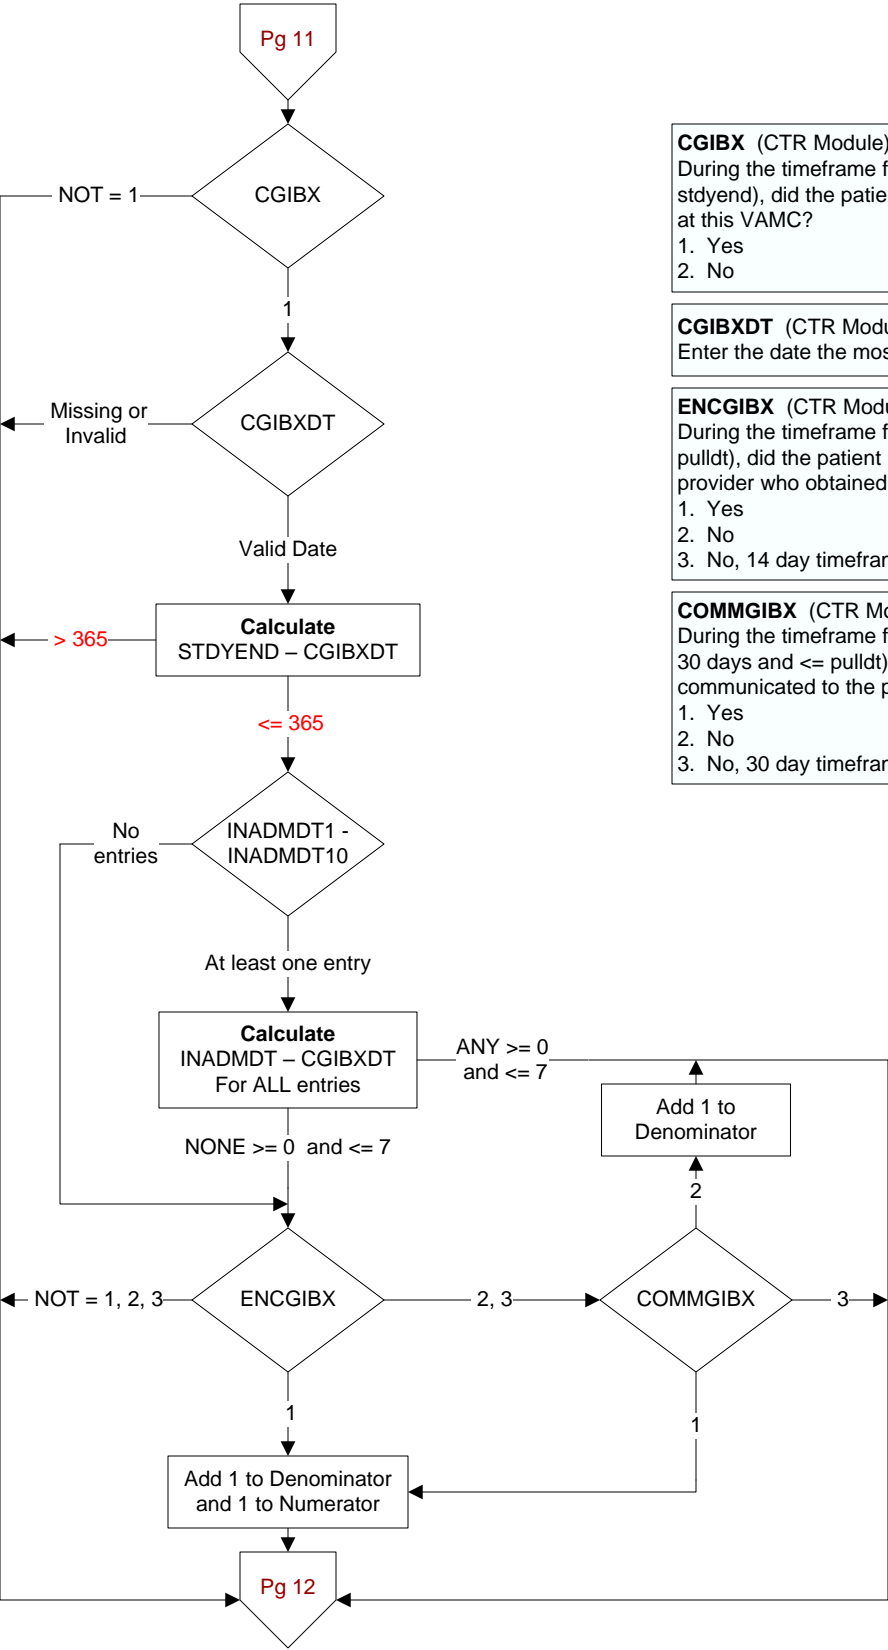 Pg 11
CGIBX
NOT = 1
1
CGIBXDT
Missing or
Invalid
Valid Date
Calculate
STDYEND – CGIBXDT
> 365
<= 365
INADMDT1 -
INADMDT10
No
entries
At least one entry
Calculate
INADMDT – CGIBXDT
For ALL entries
ANY >= 0
and <= 7
NONE >= 0 and <= 7
Add 1 to
Denominator
2
ENCGIBX
NOT = 1, 2, 3
2, 3
COMMGIBX
3
1
1
Add 1 to Denominator
and 1 to Numerator
Pg 12
CGIBX (CTR Module)
During the timeframe f
stdyend), did the patie
at this VAMC?
1. Yes
2. No
CGIBXDT (CTR Modu
Enter the date the mos
ENCGIBX (CTR Modu
During the timeframe f
pulldt), did the patient
provider who obtained
1. Yes
2. No
3. No, 14 day timefram
COMMGIBX (CTR Mo
During the timeframe f
30 days and <= pulldt)
communicated to the p
1. Yes
2. No
3. No, 30 day timefram